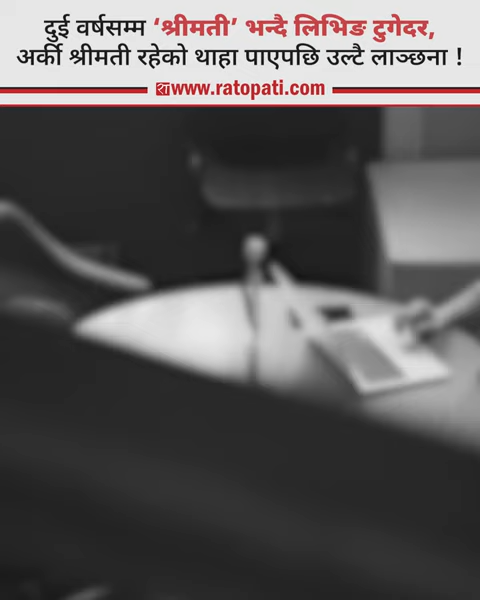 दुई वर्षसम्म ‘श्रीमती’ भन्दै लिभिङ टुगेदर,
अर्की श्रीमती रहेको थाहा पाएपछि उल्टै लाञ्छना !
रा www.ratopati.com